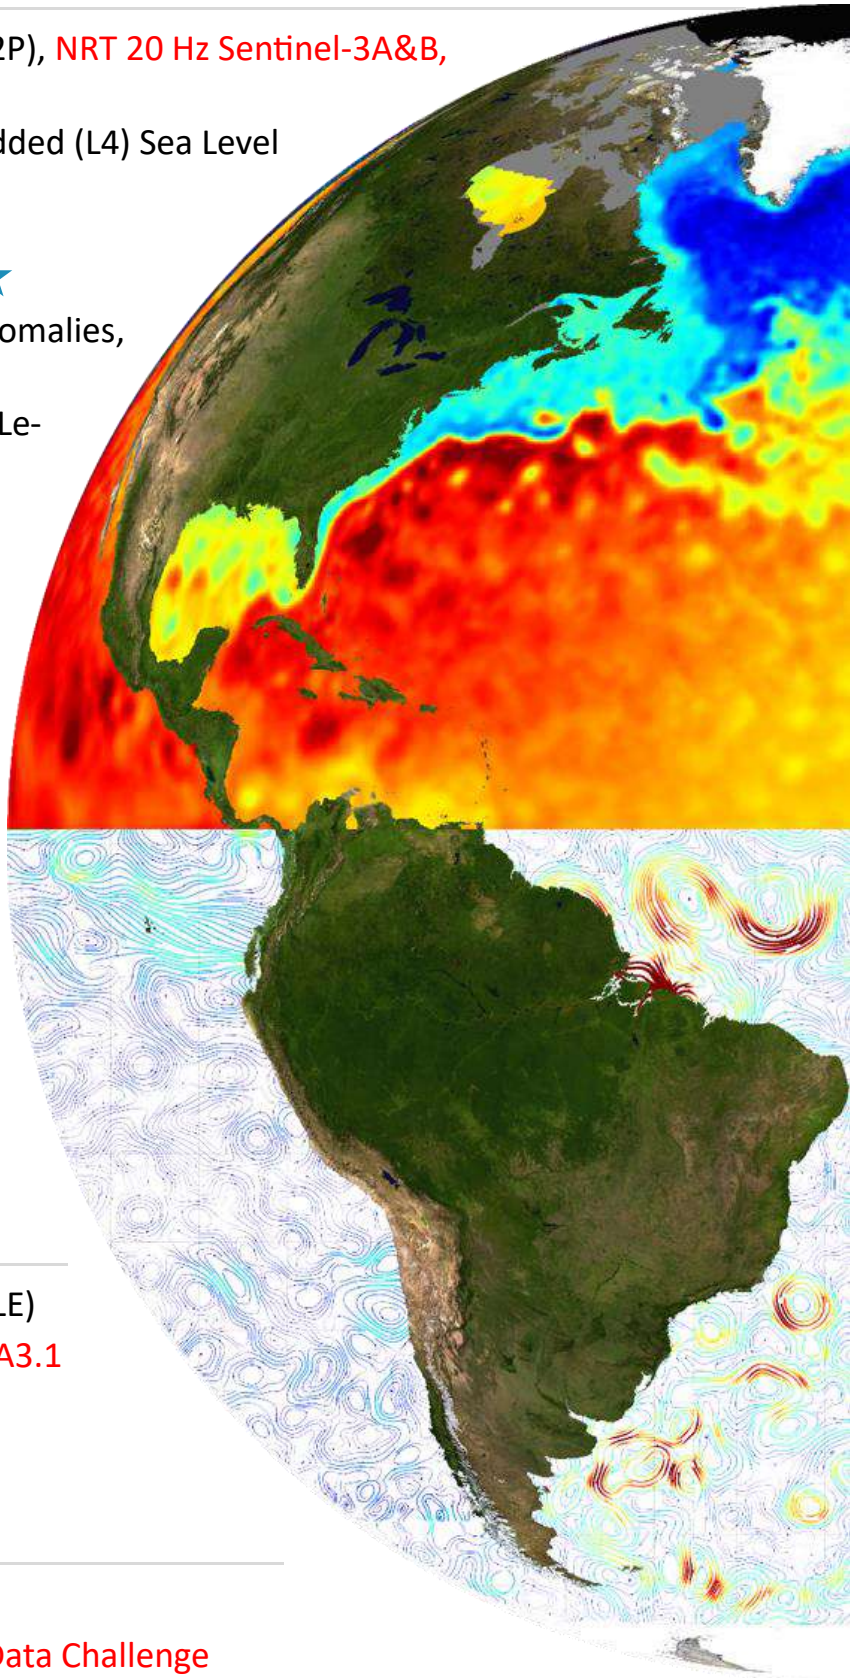 2P), NRT 20 Hz Sentinel-3A&B,
dded (L4) Sea Level
omalies,
Le-
LE)
A3.1
Data Challenge